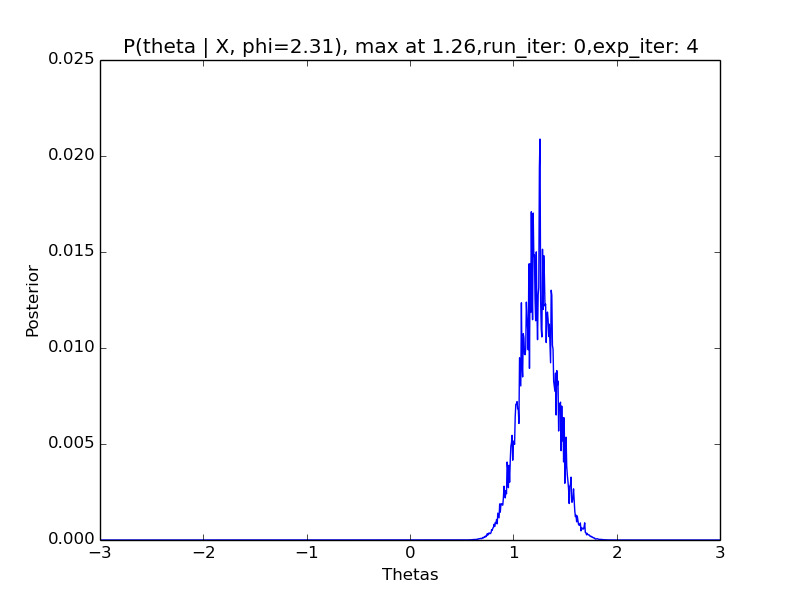 P(theta | X, phi=2.31), max at 1.26,run_iter: 0,exp_iter: 4
0.025
0.020
0.015
0.010
0.005
0.000
Posterior
−3 −2 −1 0 1 2 3
Thetas